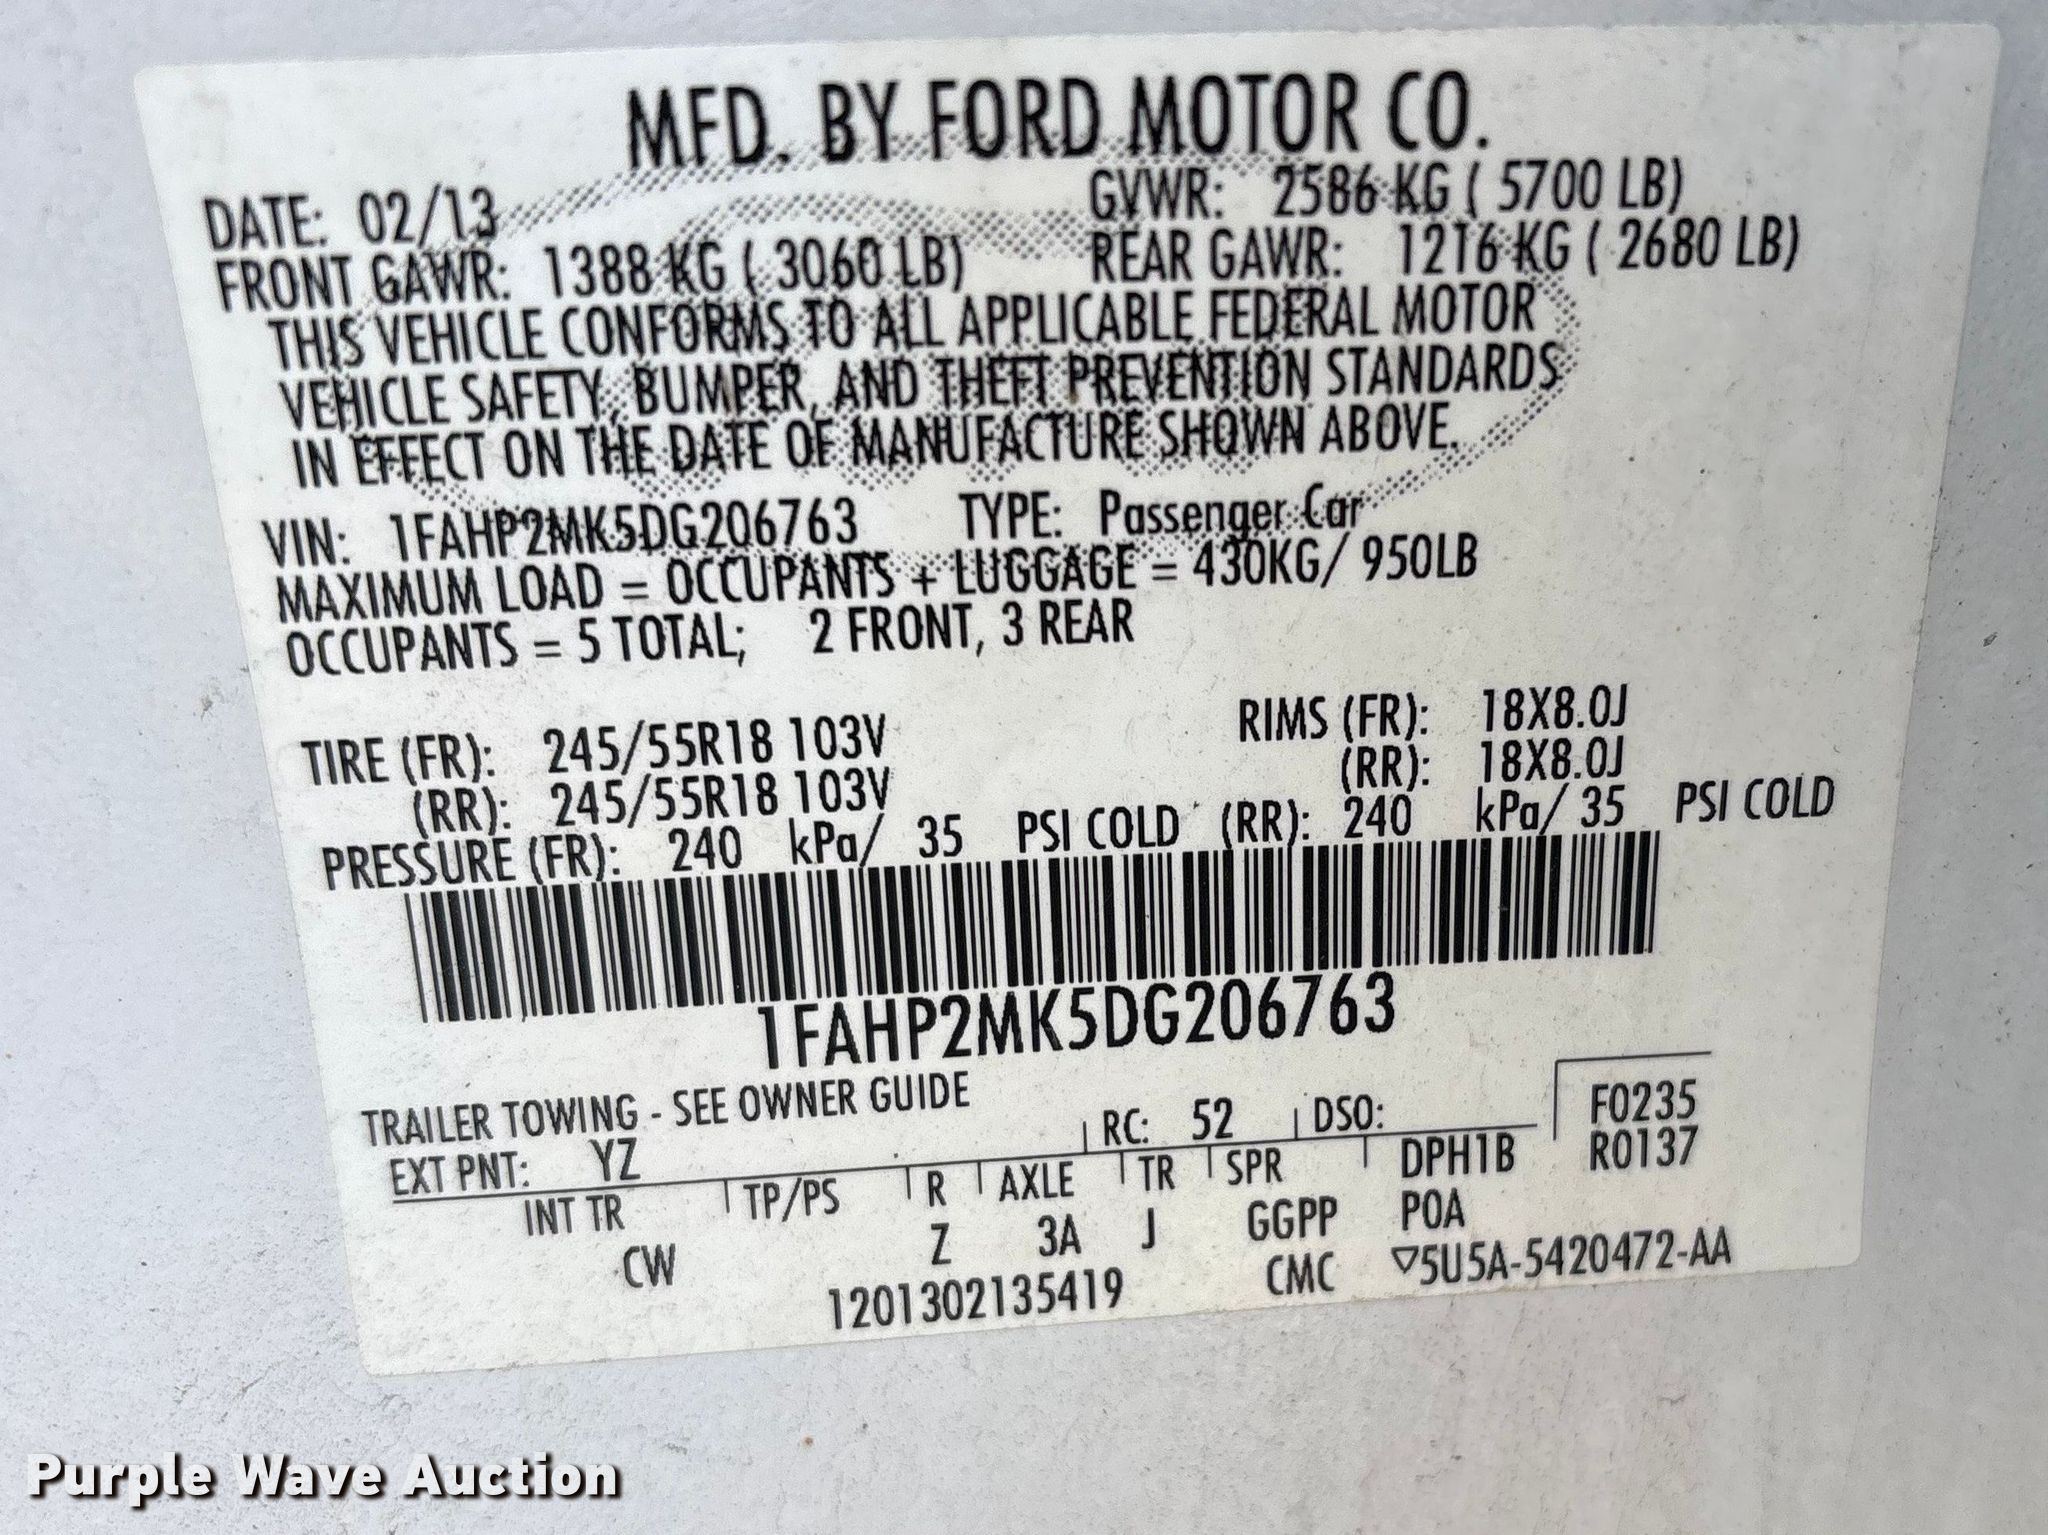 MFD. BY FORD MOTOR CO.
DATE: 02/13 GVWR: 2586 KG ( 5700 LB)
FRONT GAWR: 1388 KG ( 3060 LB) REAR GAWR: 1216 KG ( 2680 LB)
THIS VEHICLE CONFORMS TO ALL APPLICABLE FEDERAL MOTOR
VEHICLE SAFETY, BUMPER, AND THEFT PREVENTION STANDARDS
IN EFFECT ON THE DATE OF MANUFACTURE SHOWN ABOVE.
VIN: 1FAHP2MK5DG206763 TYPE: Passenger Car
MAXIMUM LOAD = OCCUPANTS + LUGGAGE = 430KG/ 950LB
OCCUPANTS = 5 TOTAL; 2 FRONT, 3 REAR
TIRE (FR): 245/55R18 103V RIMS (FR): 18X8.0J
(RR): 245/55R18 103V (RR): 18X8.0J
PRESSURE (FR): 240 kPa/ 35 PSI COLD (RR): 240 kPa/ 35 PSI COLD
1FAHP2MK5DG206763
TRAILER TOWING - SEE OWNER GUIDE
EXT PNT: YZ RC: 52 DSO: F0235
INT TR TP/PS R AXLE TR SPR DPH1B R0137
CW Z 3A J GGPP POA
1201302135419 CMC ▽5U5A-5420472-AA
Purple Wave Auction